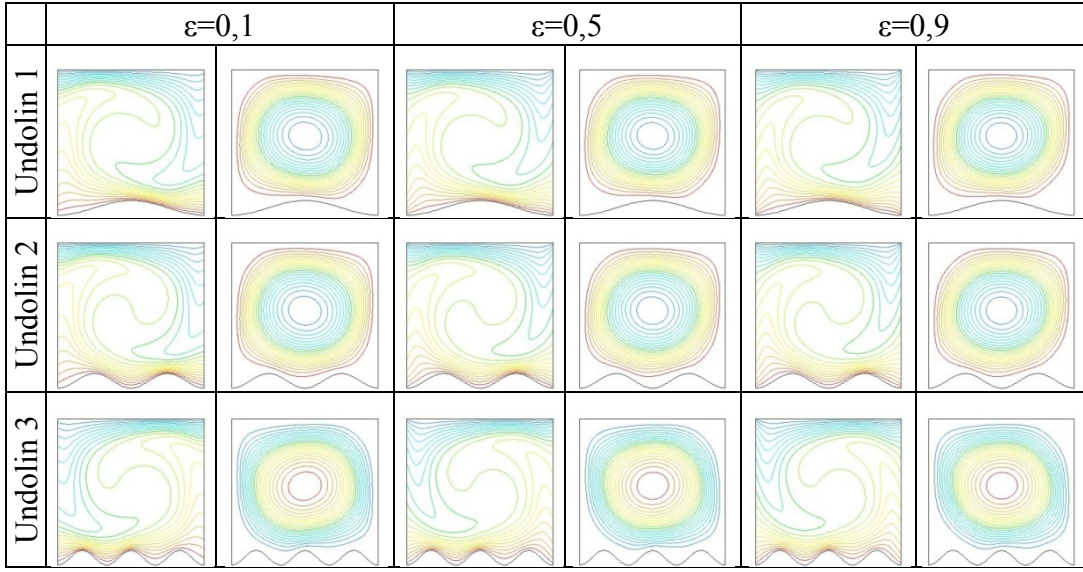 ε=0,1
ε=0,5
ε=0,9
Undolin 1
Undolin 2
Undolin 3